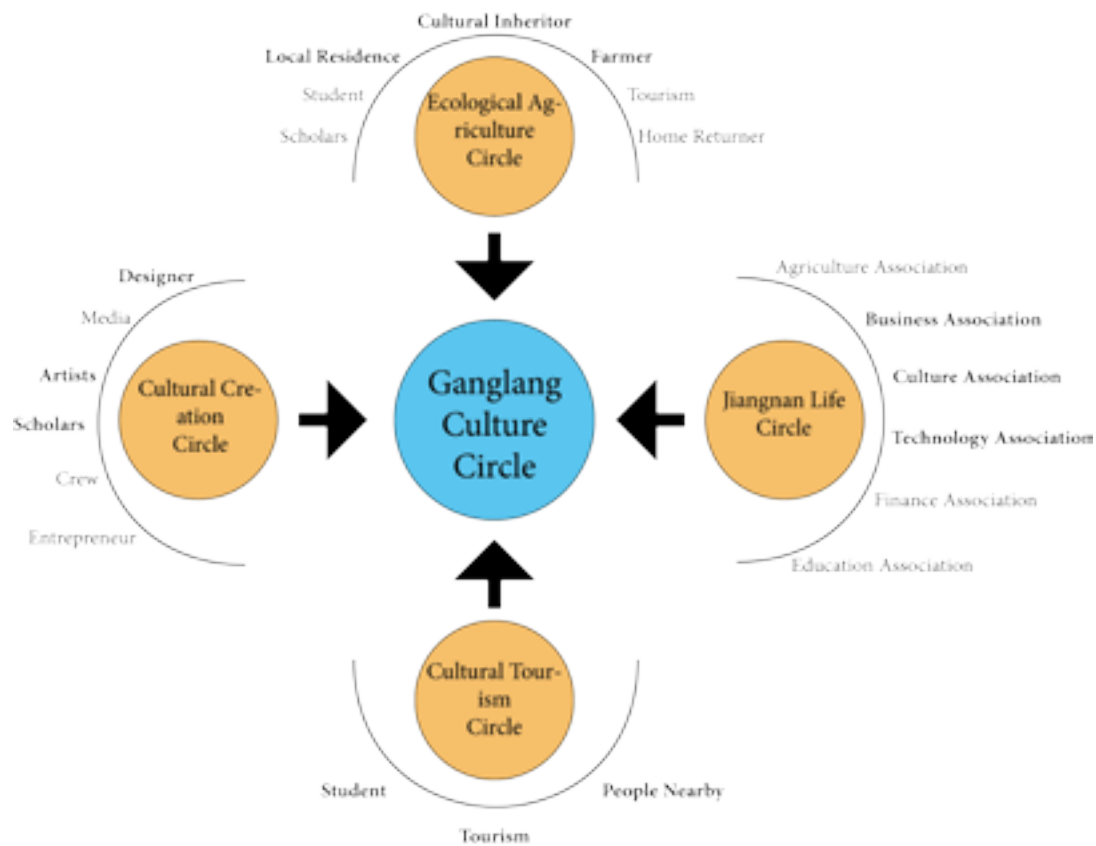 Cultural Inheritor
Local Residence
Farmer
Student
Tourism
Scholars
Home Returner
Ecological Ag-
riculture
Circle
Designer
Media
Artists
Scholars
Crew
Entrepreneur
Cultural Cre-
ation
Circle
Ganglang
Culture
Circle
Jiangnan Life
Circle
Agriculture Association
Business Association
Culture Association
Technology Association
Finance Association
Education Association
Cultural Tour-
ism
Circle
Student
People Nearby
Tourism